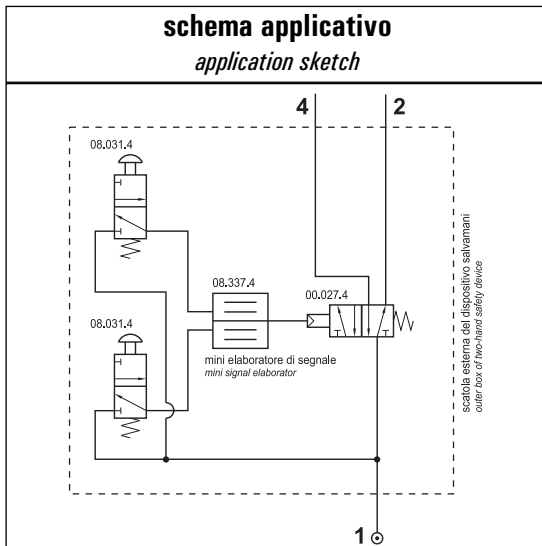 schema applicativo
application sketch
4
2
08.031.4
08.337.4
00.027.4
08.031.4
mini elaboratore di segnale
mini signal elaborator
scatola esterna del dispositivo salvamani
outer box of two-hand safety device
1